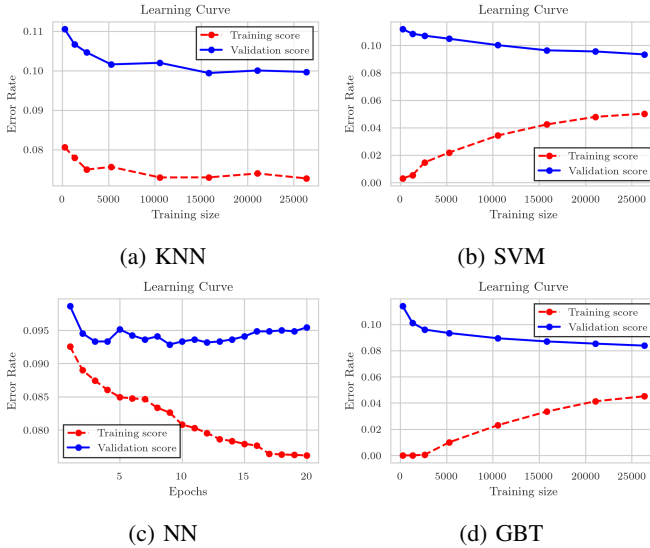 Learning Curve
Error Rate
0.11
0.10
0.09
0.08
Training score
Validation score
0 5000 10000 15000 20000 25000
Training size
(a) KNN
Learning Curve
Error Rate
0.10
0.08
0.06
0.04
0.02
0.00
Training score
Validation score
0 5000 10000 15000 20000 25000
Training size
(b) SVM
Learning Curve
Error Rate
0.095
0.090
0.085
0.080
Training score
Validation score
5 10 15 20
Epochs
(c) NN
Learning Curve
Error Rate
0.10
0.08
0.06
0.04
0.02
0.00
Training score
Validation score
0 5000 10000 15000 20000 25000
Training size
(d) GBT